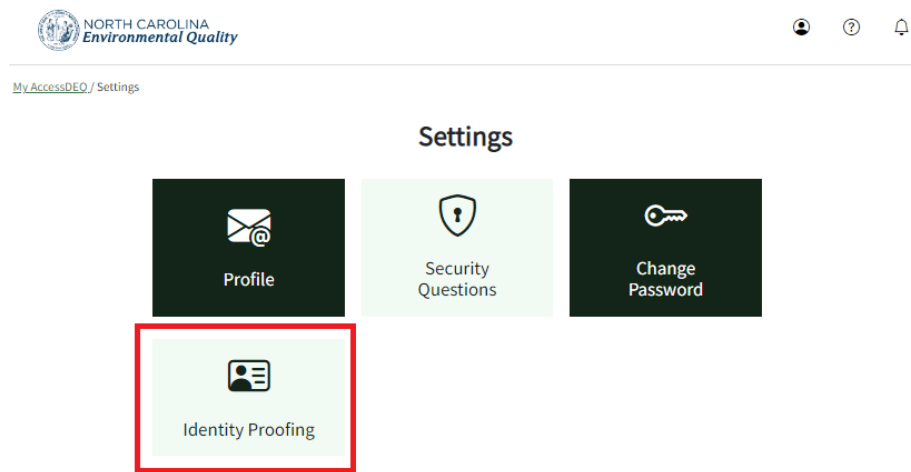 NORTH CAROLINA
Environmental Quality
My AccessDEQ / Settings
Settings
Profile
Security
Questions
Change
Password
Identity Proofing